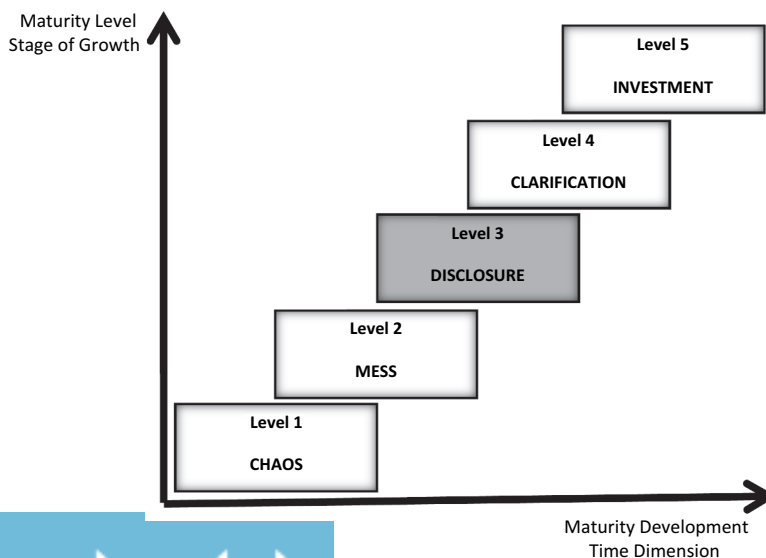 Maturity Level
Stage of Growth
Level 5
INVESTMENT
Level 4
CLARIFICATION
Level 3
DISCLOSURE
Level 2
MESS
Level 1
CHAOS
Maturity Development
Time Dimension